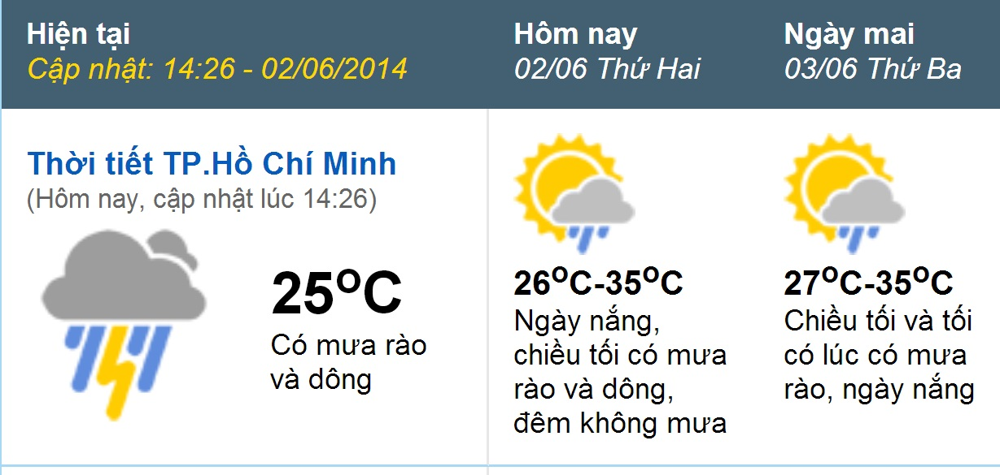 Hiện tại
Cập nhật: 14:26 - 02/06/2014
Hôm nay
02/06 Thứ Hai
Ngày mai
03/06 Thứ Ba
Thời tiết TP.Hồ Chí Minh
(Hôm nay, cập nhật lúc 14:26)
25°C
Có mưa rào
và dông
26°C-35°C
Ngày nắng,
chiều tối có mưa
rào và dông,
đêm không mưa
27°C-35°C
Chiều tối và tối
có lúc có mưa
rào, ngày nắng